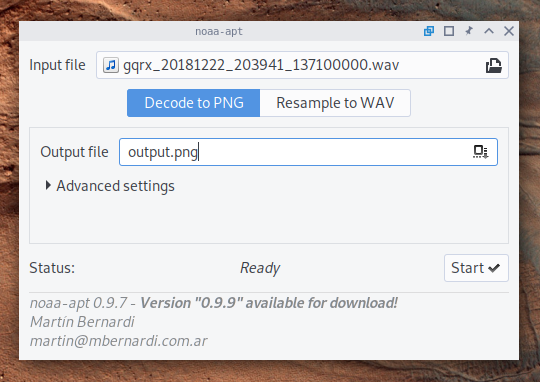 noaa-apt
Input file gqrx_20181222_203941_137100000.wav
Decode to PNG Resample to WAV
Output file output.png
Advanced settings
Status: Ready Start
noaa-apt 0.9.7 - Version "0.9.9" available for download!
Martín Bernardi
martin@mbernardi.com.ar